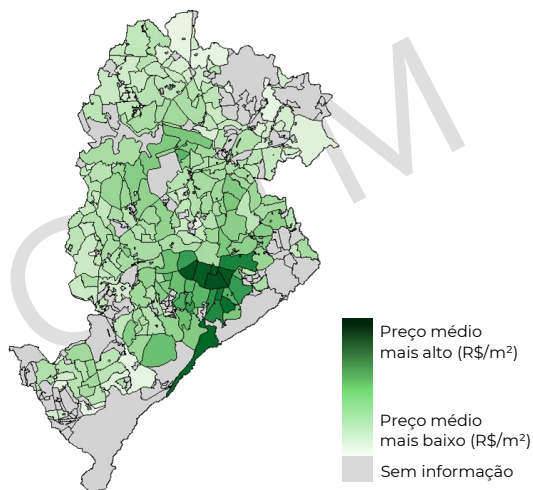 Preço médio
mais alto (R$/m²)
Preço médio
mais baixo (R$/m²)
Sem informação